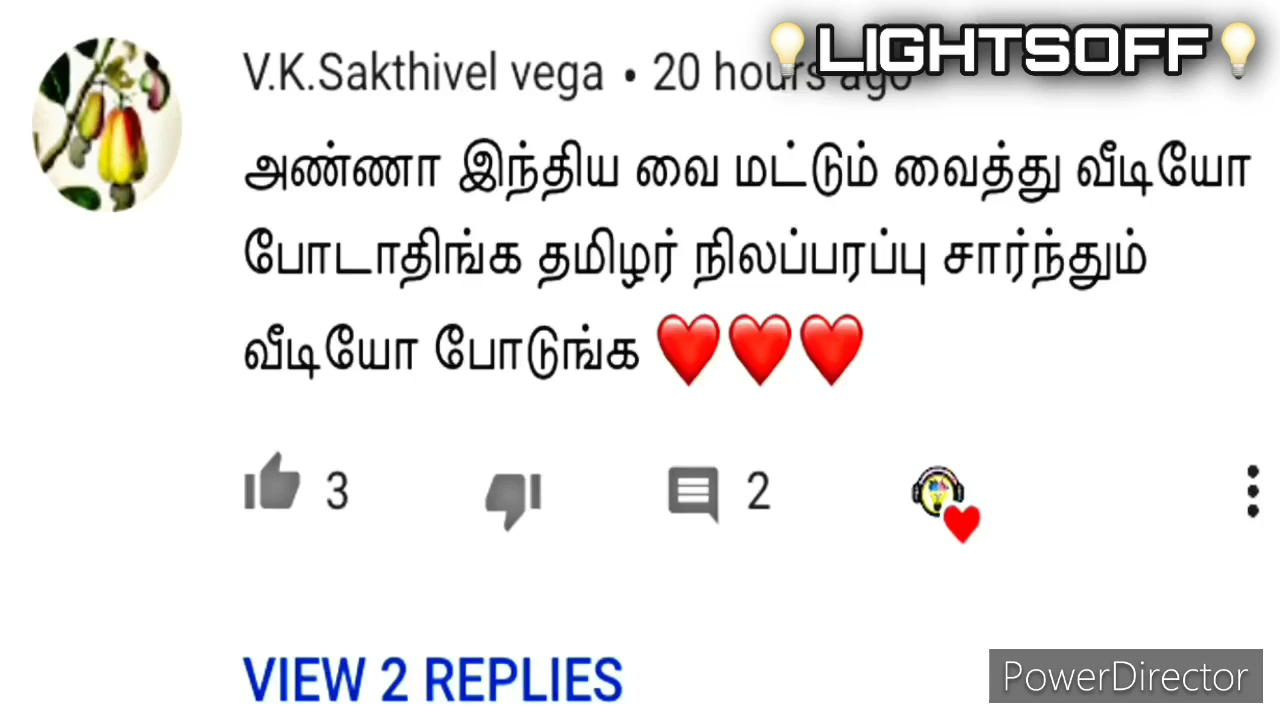 LIGHTSOFF
V.K.Sakthivel vega • 20 hours ago
அண்ணா இந்திய வை மட்டும் வைத்து வீடியோ
போடாதிங்க தமிழர் நிலப்பரப்பு சார்ந்தும்
வீடியோ போடுங்க ❤️❤️❤️
3 2
VIEW 2 REPLIES
PowerDirector